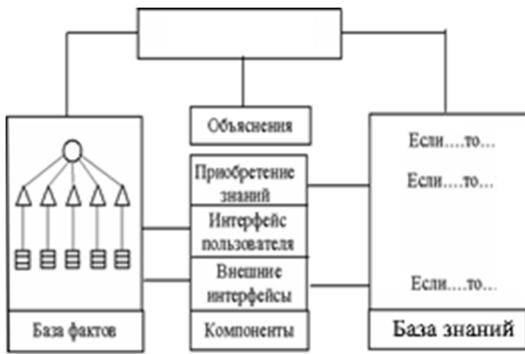 Объяснения
Приобретение
знаний
Интерфейс
пользователя
Внешние
интерфейсы
Компоненты
База фактов
Если....то...
Если....то...
Если....то...
База знаний